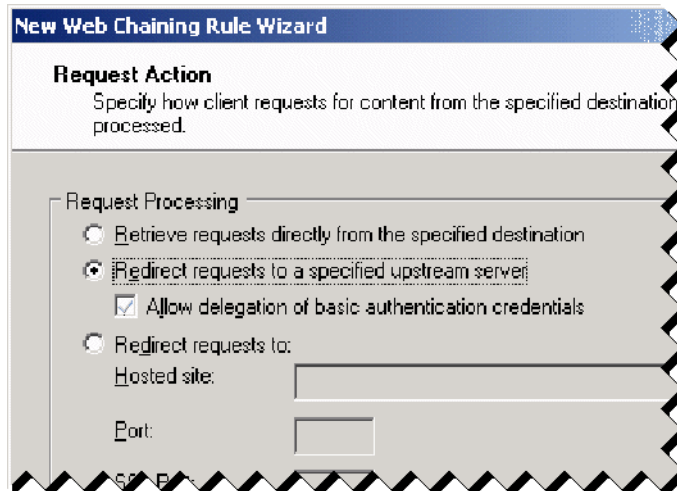 New Web Chaining Rule Wizard
Request Action
Specify how client requests for content from the specified destination
processed.
Request Processing
Retrieve requests directly from the specified destination
Redirect requests to a specified upstream server
Allow delegation of basic authentication credentials
Redirect requests to:
Hosted site:
Port: